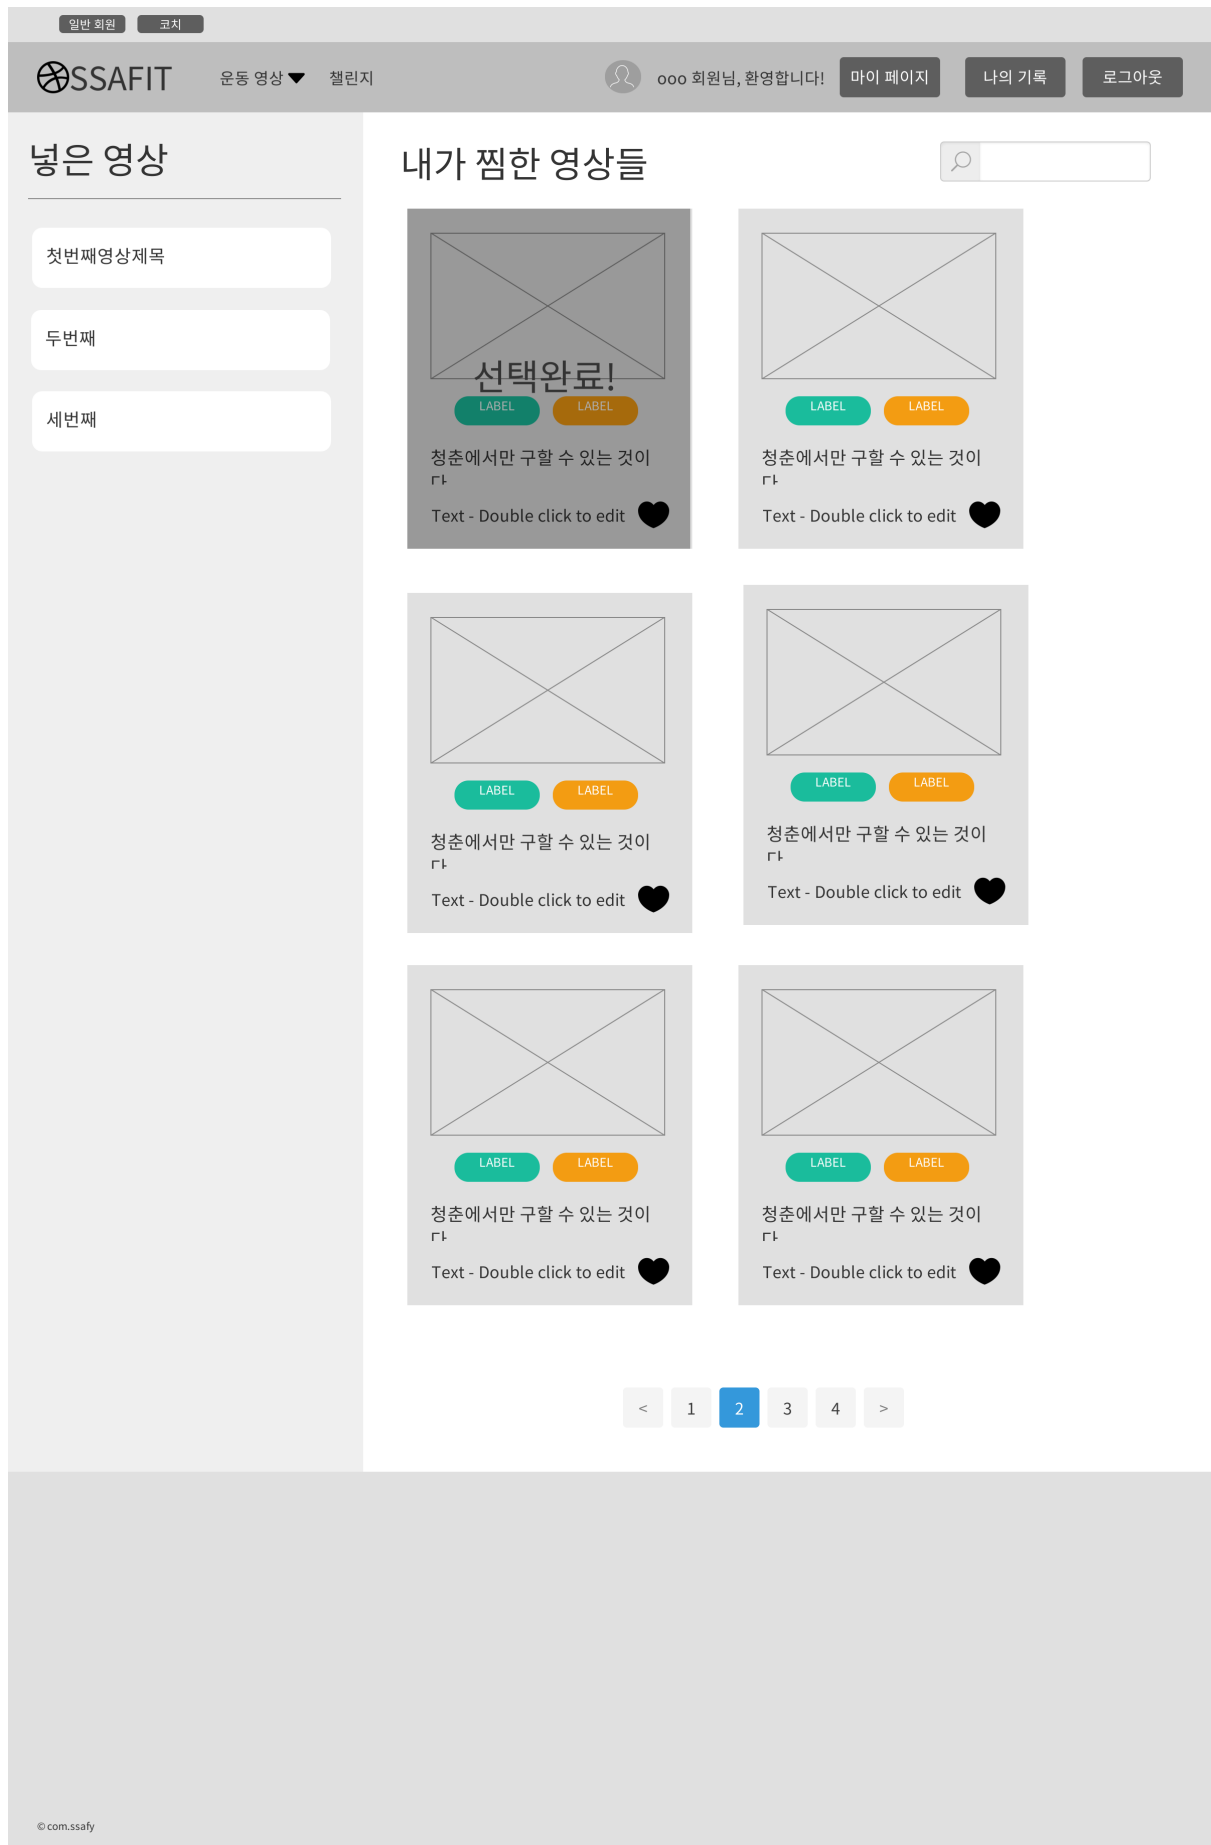 일반 회원 코치
SSAFIT 운동 영상 챌린지 ooo 회원님, 환영합니다! 마이 페이지 나의 기록 로그아웃
넣은 영상
첫번째영상제목
두번째
세번째
내가 찜한 영상들
선택완료!
LABEL LABEL
청춘에서만 구할 수 있는 것이
다
Text - Double click to edit
LABEL LABEL
청춘에서만 구할 수 있는 것이
다
Text - Double click to edit
LABEL LABEL
청춘에서만 구할 수 있는 것이
다
Text - Double click to edit
LABEL LABEL
청춘에서만 구할 수 있는 것이
다
Text - Double click to edit
LABEL LABEL
청춘에서만 구할 수 있는 것이
다
Text - Double click to edit
LABEL LABEL
청춘에서만 구할 수 있는 것이
다
Text - Double click to edit
< 1 2 3 4 >
© com.ssafy